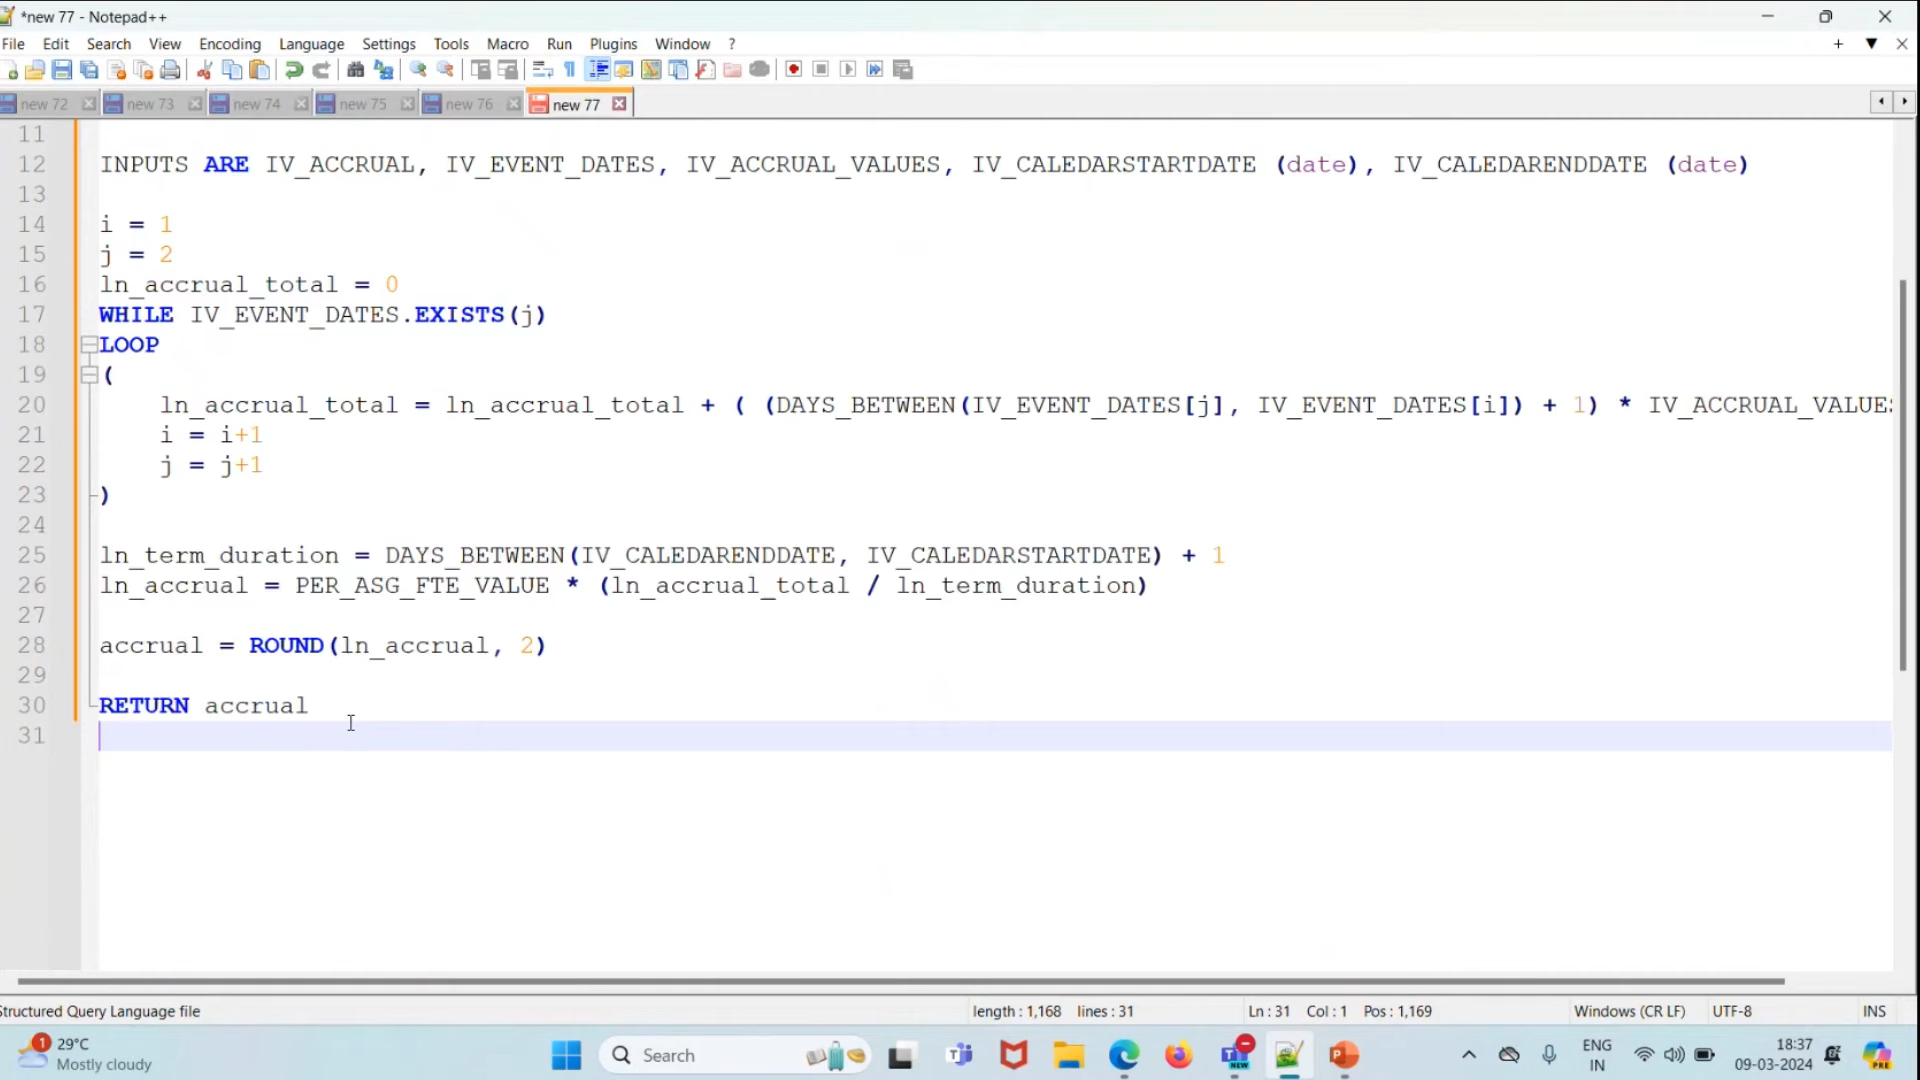 *new 77 - Notepad++
File Edit Search View Encoding Language Settings Tools Macro Run Plugins Window ?
new 72 new 73 new 74 new 75 new 76 new 77
11
12 INPUTS ARE IV_ACCRUAL, IV_EVENT_DATES, IV_ACCRUAL_VALUES, IV_CALEDARSTARTDATE (date), IV_CALEDARENDDATE (date)
13
14 i = 1
15 j = 2
16 ln_accrual_total = 0
17 WHILE IV_EVENT_DATES.EXISTS(j)
18 LOOP
19 (
20 ln_accrual_total = ln_accrual_total + ( (DAYS_BETWEEN(IV_EVENT_DATES[j], IV_EVENT_DATES[i]) + 1) * IV_ACCRUAL_VALUES
21 i = i+1
22 j = j+1
23 )
24
25 ln_term_duration = DAYS_BETWEEN(IV_CALEDARENDDATE, IV_CALEDARSTARTDATE) + 1
26 ln_accrual = PER_ASG_FTE_VALUE * (ln_accrual_total / ln_term_duration)
27
28 accrual = ROUND(ln_accrual, 2)
29
30 RETURN accrual
31
Structured Query Language file length : 1,168 lines : 31 Ln : 31 Col : 1 Pos : 1,169 Windows (CR LF) UTF-8 INS
1 29°C
Mostly cloudy
Search
NEW
ENG
IN
18:37
09-03-2024
PRE